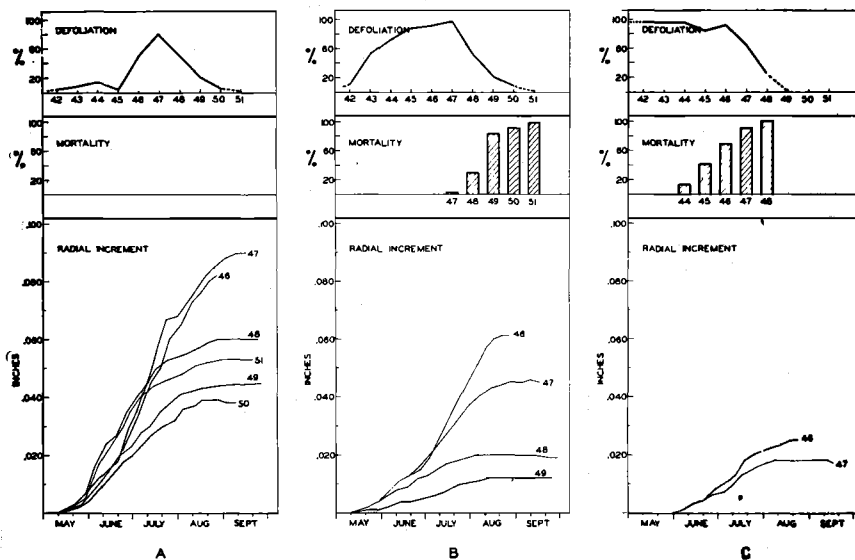 DEFOLIATION
%
100
60
20
42 43 44 45 46 47 48 49 50 51
MORTALITY
%
100
60
20
RADIAL INCREMENT
INCHES
.100
.080
.060
.040
.020
47
46
48
51
49
50
MAY JUNE JULY AUG SEPT
A
DEFOLIATION
100
60
20
42 43 44 45 46 47 48 49 50 51
MORTALITY
%
100
60
20
47 48 49 50 51
RADIAL INCREMENT
INCHES
.100
.080
.060
.040
.020
46
47
48
49
MAY JUNE JULY AUG SEPT
B
DEFOLIATION
%
100
60
20
42 43 44 45 46 47 48 49 50 51
MORTALITY
%
100
60
20
44 45 46 47 48
RADIAL INCREMENT
INCHES
.100
.080
.060
.040
.020
46
47
MAY JUNE JULY AUG SEPT
C